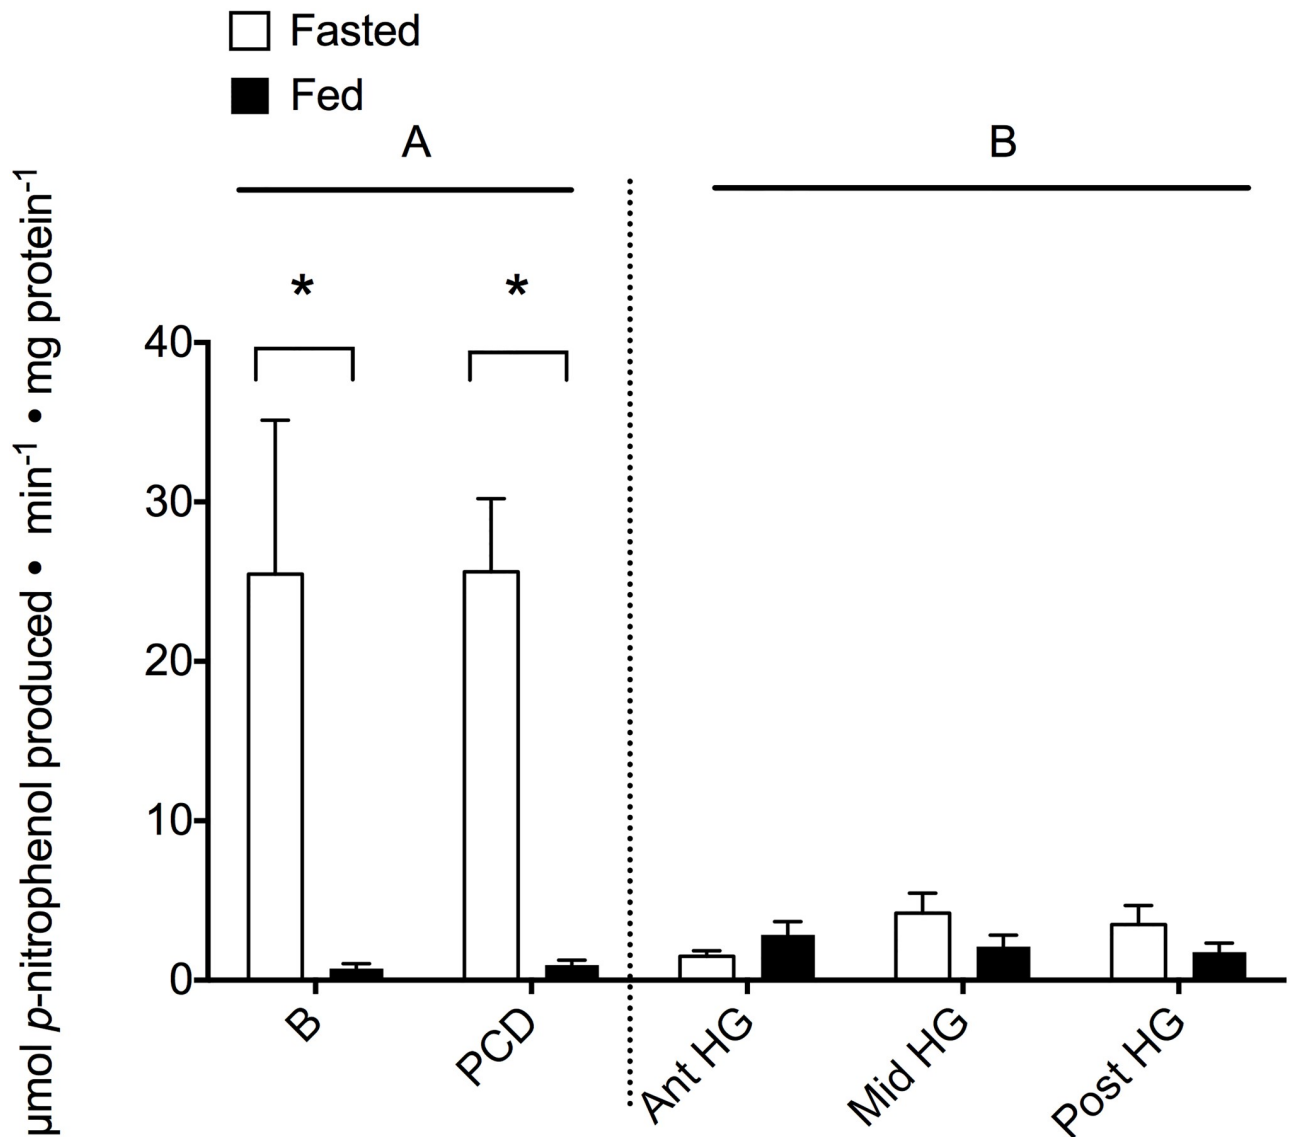 Fasted
Fed
A
B
*
*
µmol p-nitrophenol produced • min⁻¹ • mg protein⁻¹
40
30
20
10
0
B
PCD
Ant HG
Mid HG
Post HG